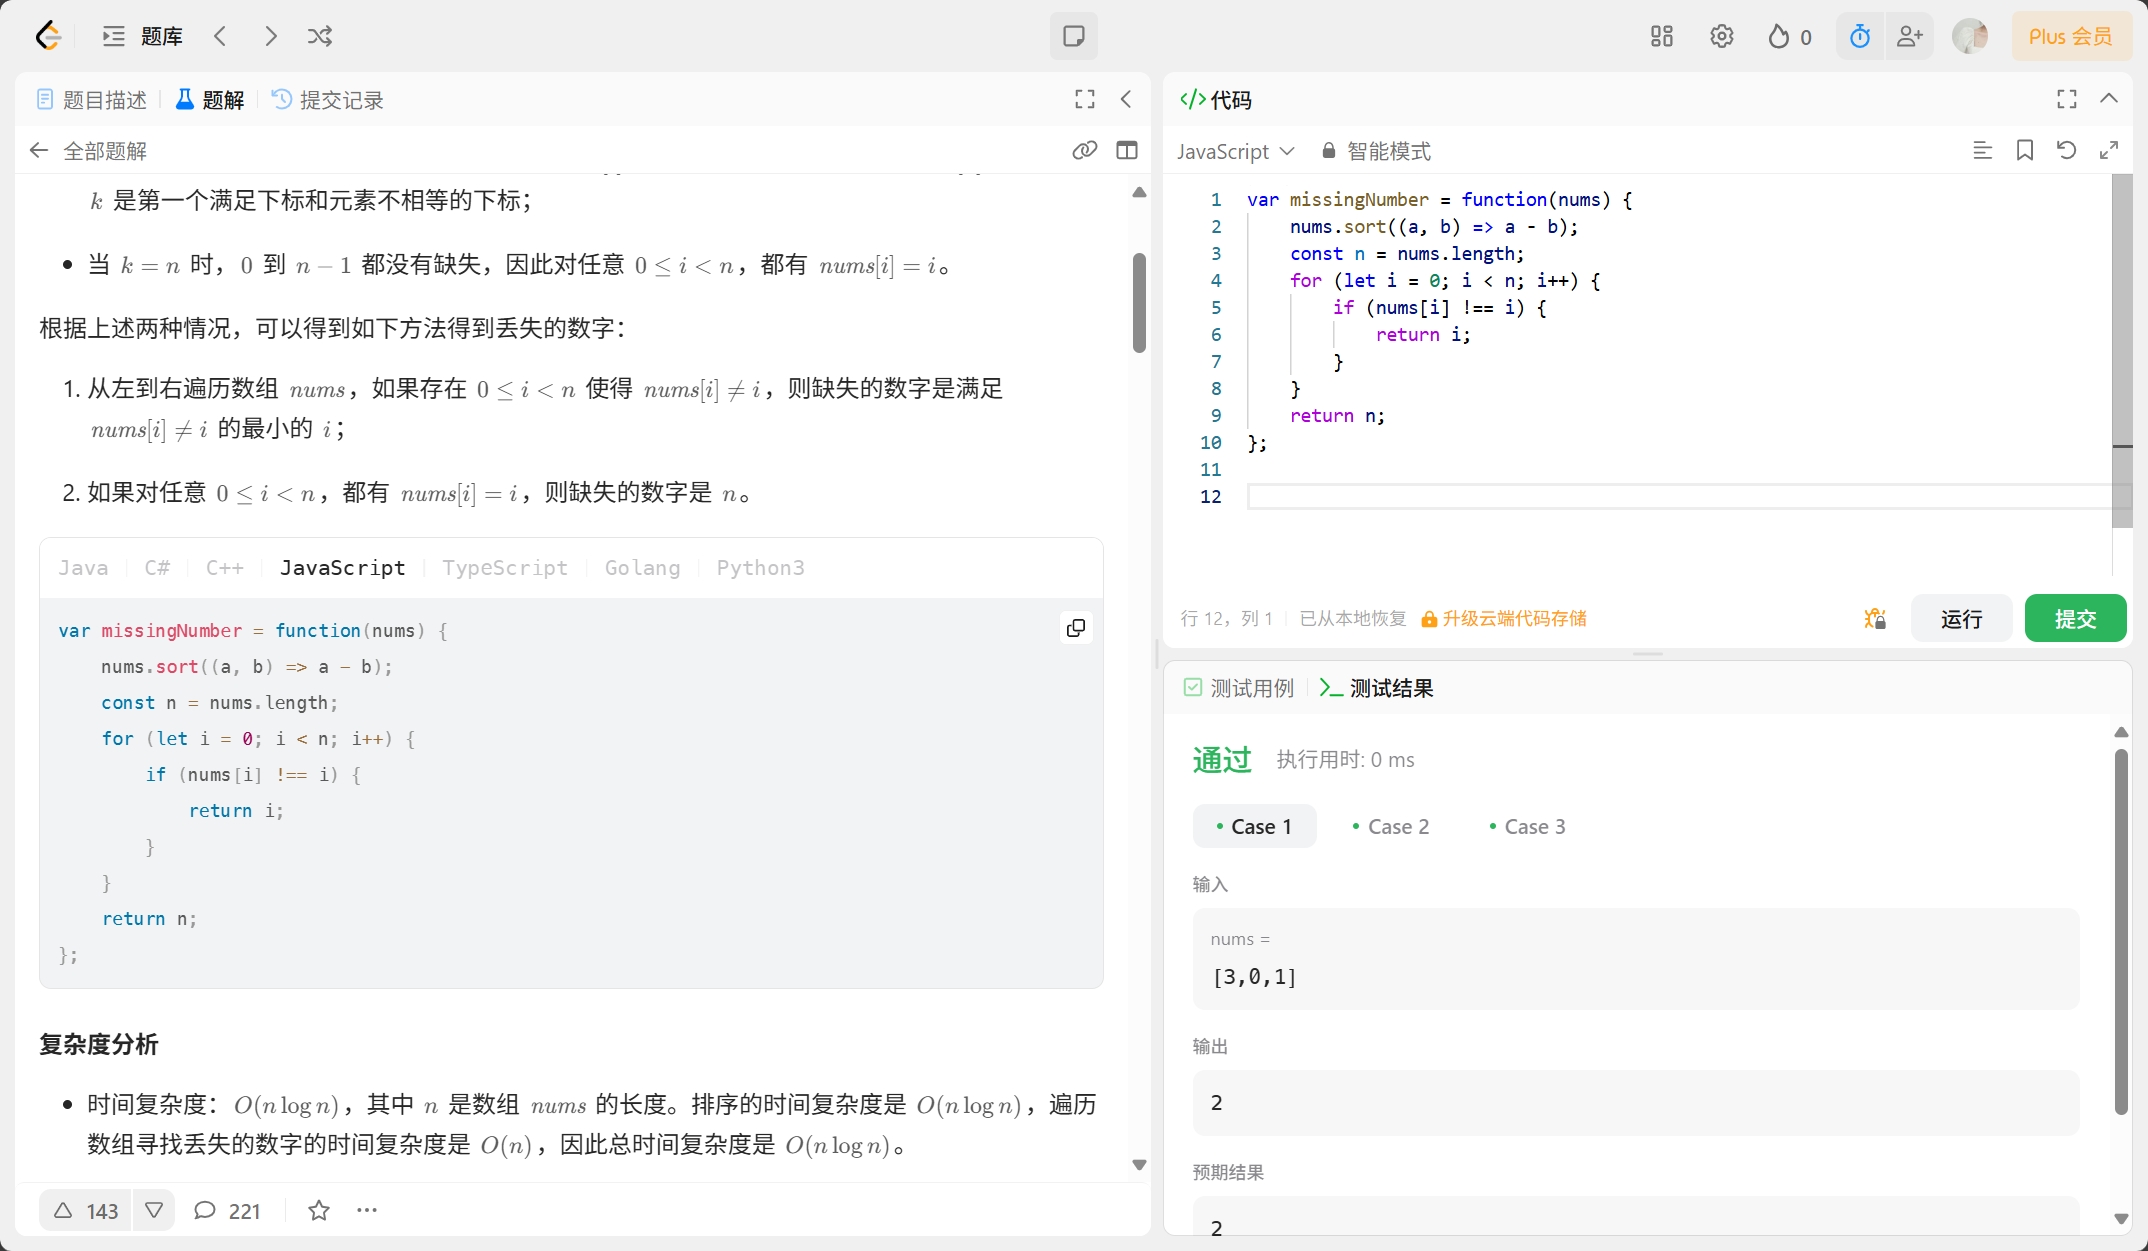 题库
0
Plus 会员
题目描述
题解
提交记录
全部题解
k 是第一个满足下标和元素不相等的下标；
• 当 k = n 时，0 到 n − 1 都没有缺失，因此对任意 0 ≤ i < n，都有 nums[i] = i。
根据上述两种情况，可以得到如下方法得到丢失的数字：
1. 从左到右遍历数组 nums，如果存在 0 ≤ i < n 使得 nums[i] ≠ i，则缺失的数字是满足
nums[i] ≠ i 的最小的 i；
2. 如果对任意 0 ≤ i < n，都有 nums[i] = i，则缺失的数字是 n。
Java C# C++ JavaScript TypeScript Golang Python3
var missingNumber = function(nums) {
    nums.sort((a, b) => a - b);
    const n = nums.length;
    for (let i = 0; i < n; i++) {
        if (nums[i] !== i) {
            return i;
        }
    }
    return n;
};
复杂度分析
• 时间复杂度：O(n log n)，其中 n 是数组 nums 的长度。排序的时间复杂度是 O(n log n)，遍历
数组寻找丢失的数字的时间复杂度是 O(n)，因此总时间复杂度是 O(n log n)。
143
221
</> 代码
JavaScript
智能模式
1 var missingNumber = function(nums) {
2     nums.sort((a, b) => a - b);
3     const n = nums.length;
4     for (let i = 0; i < n; i++) {
5         if (nums[i] !== i) {
6             return i;
7         }
8     }
9     return n;
10 };
11
12
行 12，列 1
已从本地恢复
升级云端代码存储
运行
提交
测试用例
测试结果
通过
执行用时: 0 ms
• Case 1
• Case 2
• Case 3
输入
nums =
[3,0,1]
输出
2
预期结果
2